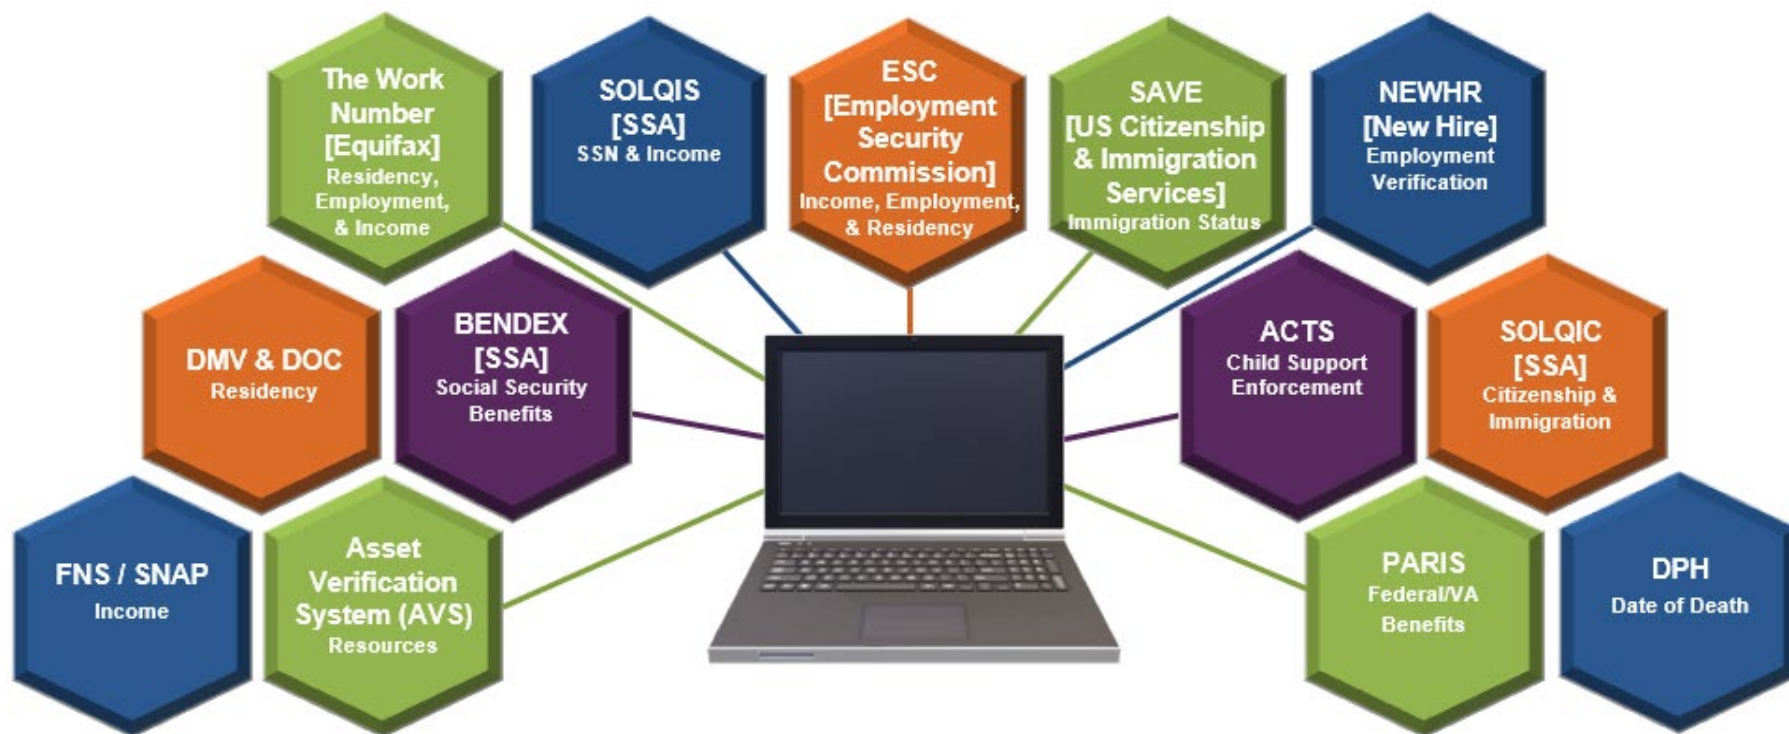 The Work
Number
[Equifax]
Residency,
Employment,
& Income
SOLQIS
[SSA]
SSN & Income
ESC
[Employment
Security
Commission]
Income, Employment,
& Residency
SAVE
[US Citizenship
& Immigration
Services]
Immigration Status
NEWHR
[New Hire]
Employment
Verification
DMV & DOC
Residency
BENDEX
[SSA]
Social Security
Benefits
ACTS
Child Support
Enforcement
SOLQIC
[SSA]
Citizenship &
Immigration
FNS / SNAP
Income
Asset
Verification
System (AVS)
Resources
PARIS
Federal/VA
Benefits
DPH
Date of Death